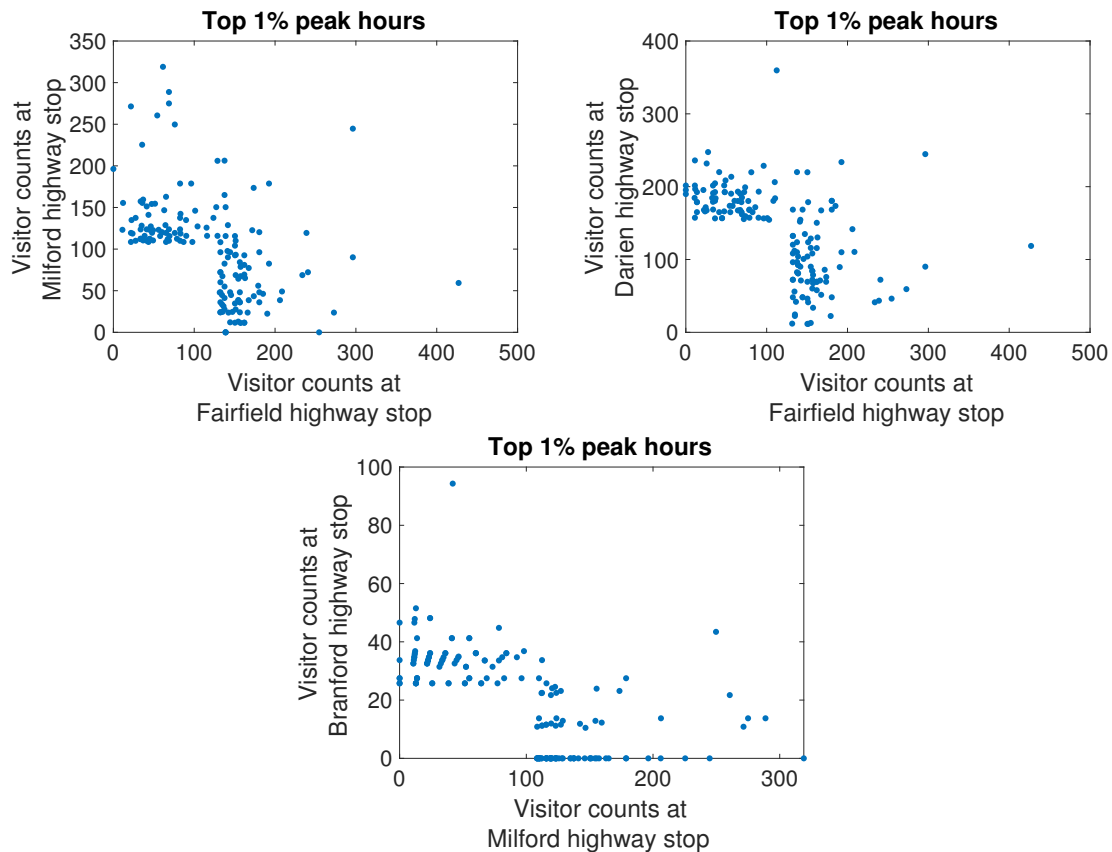 Top 1% peak hours
350
300
250
200
150
100
50
0
Visitor counts at
Milford highway stop
0 100 200 300 400 500
Visitor counts at
Fairfield highway stop
Top 1% peak hours
400
300
200
100
0
Visitor counts at
Darien highway stop
0 100 200 300 400 500
Visitor counts at
Fairfield highway stop
Top 1% peak hours
100
80
60
40
20
0
Visitor counts at
Branford highway stop
0 100 200 300
Visitor counts at
Milford highway stop